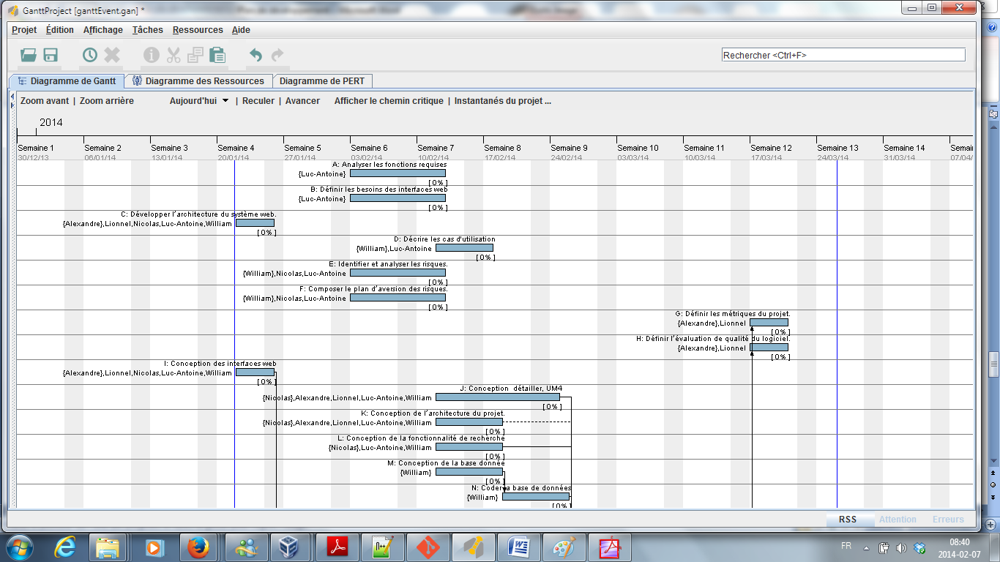 GanttProject [ganttEvent.gan] *
Projet Édition Affichage Tâches Ressources Aide
Rechercher <Ctrl+F>
Diagramme de Gantt Diagramme des Ressources Diagramme de PERT
Zoom avant | Zoom arrière Aujourd'hui | Reculer | Avancer Afficher le chemin critique | Instantanés du projet ...
2014
Semaine 1 Semaine 2 Semaine 3 Semaine 4 Semaine 5 Semaine 6 Semaine 7 Semaine 8 Semaine 9 Semaine 10 Semaine 11 Semaine 12 Semaine 13 Semaine 14 Semain
30/12/13 06/01/14 13/01/14 20/01/14 27/01/14 03/02/14 10/02/14 17/02/14 24/02/14 03/03/14 10/03/14 17/03/14 24/03/14 31/03/14 07/04/
A: Analyser les fonctions requises
{Luc-Antoine}
[ 0% ]
B: Définir les besoins des interfaces web
{Luc-Antoine}
[ 0% ]
C: Développer l'architecture du système web.
{Alexandre},Lionnel,Nicolas,Luc-Antoine,William
[ 0% ]
D: Décrire les cas d'utilisation
{William},Luc-Antoine
[ 0% ]
E: Identifier et analyser les risques.
{William},Nicolas,Luc-Antoine
[ 0% ]
F: Composer le plan d'aversion des risques.
{William},Nicolas,Luc-Antoine
[ 0% ]
G: Définir les métriques du projet.
{Alexandre},Lionnel
[ 0% ]
H: Définir l'évaluation de qualité du logiciel.
{Alexandre},Lionnel
[ 0% ]
I: Conception des interfaces web
{Alexandre},Lionnel,Nicolas,Luc-Antoine,William
[ 0% ]
J: Conception détailler, UM4
{Nicolas},Alexandre,Lionnel,Luc-Antoine,William
[ 0% ]
K: Conception de l'architecture du projet.
{Nicolas},Alexandre,Lionnel,Luc-Antoine,William
[ 0% ]
L: Conception de la fonctionnalité de recherche
{Nicolas},Luc-Antoine,William
[ 0% ]
M: Conception de la base donnée
{William}
[ 0% ]
N: Coder la base de données
{William}
[ 0% ]
RSS Attention Erreurs
FR
08:40
2014-02-07